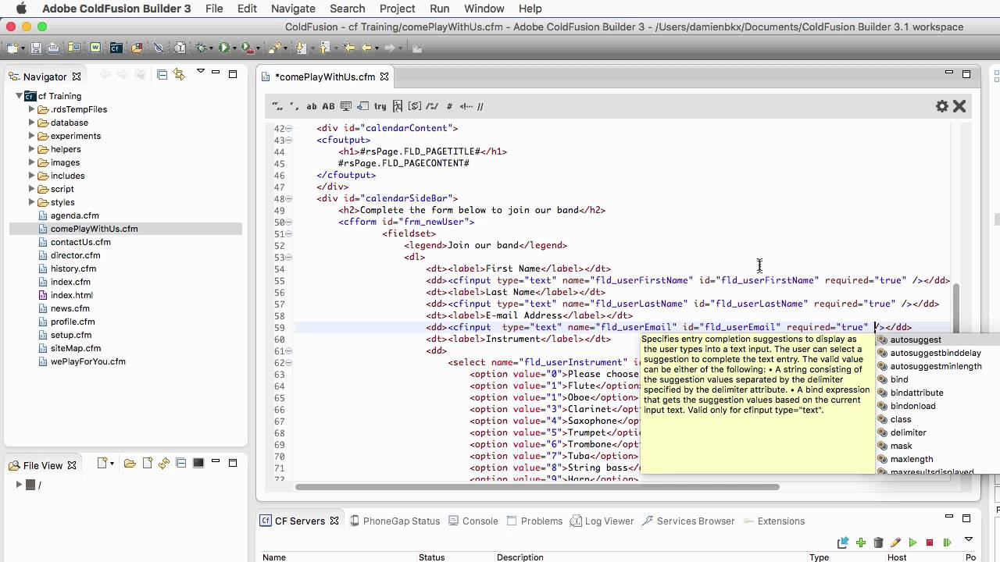 Adobe ColdFusion Builder 3 File Edit Navigate Search Project Run Window Help
ColdFusion - cf Training/comePlayWithUs.cfm - Adobe ColdFusion Builder 3 - /Users/damienbkx/Documents/ColdFusion Builder 3.1 workspace
Navigator
cf Training
.rdsTempFiles
database
experiments
helpers
images
includes
script
styles
agenda.cfm
comePlayWithUs.cfm
contactUs.cfm
director.cfm
history.cfm
index.cfm
index.html
news.cfm
profile.cfm
setup.cfm
siteMap.cfm
wePlayForYou.cfm
File View
/
*comePlayWithUs.cfm
ab AB try # //
42 <div id="calendarContent">
43 <cfoutput>
44 <h1>#rsPage.FLD_PAGETITLE#</h1>
45 #rsPage.FLD_PAGECONTENT#
46 </cfoutput>
47 </div>
48 <div id="calendarSideBar">
49 <h2>Complete the form below to join our band</h2>
50 <cfform id="frm_newUser">
51 <fieldset>
52 <legend>Join our band</legend>
53 <dl>
54 <dt><label>First Name</label></dt>
55 <dd><cfinput type="text" name="fld_userFirstName" id="fld_userFirstName" required="true" /></dd>
56 <dt><label>Last Name</label></dt>
57 <dd><cfinput type="text" name="fld_userLastName" id="fld_userLastName" required="true" /></dd>
58 <dt><label>E-mail Address</label></dt>
59 <dd><cfinput  type="text" name="fld_userEmail" id="fld_userEmail" required="true" /></dd>
60 <dt><label>Instrument</label></dt>
61 <dd>
62 <select name="fld_userInstrument" i
63 <option value="0">Please choose
64 <option value="1">Flute</option
65 <option value="1">Oboe</option
66 <option value="3">Clarinet</opt
67 <option value="4">Saxophone</op
68 <option value="5">Trumpet</opti
69 <option value="6">Trombone</opt
70 <option value="7">Tuba</option
71 <option value="8">String bass</
72 <option value="9">Horn</option
Specifies entry completion suggestions to display as
the user types into a text input. The user can select a
suggestion to complete the text entry. The valid value
can be either of the following: • A string consisting of
the suggestion values separated by the delimiter
specified by the delimiter attribute. • A bind expression
that gets the suggestion values based on the current
input text. Valid only for cfinput type="text".
autosuggest
autosuggestbinddelay
autosuggestminlength
bind
bindattribute
bindonload
class
delimiter
mask
maxlength
maxresultsdisplayed
CF Servers PhoneGap Status Console Problems Log Viewer Services Browser Extensions
Name Status Description Type Host Po